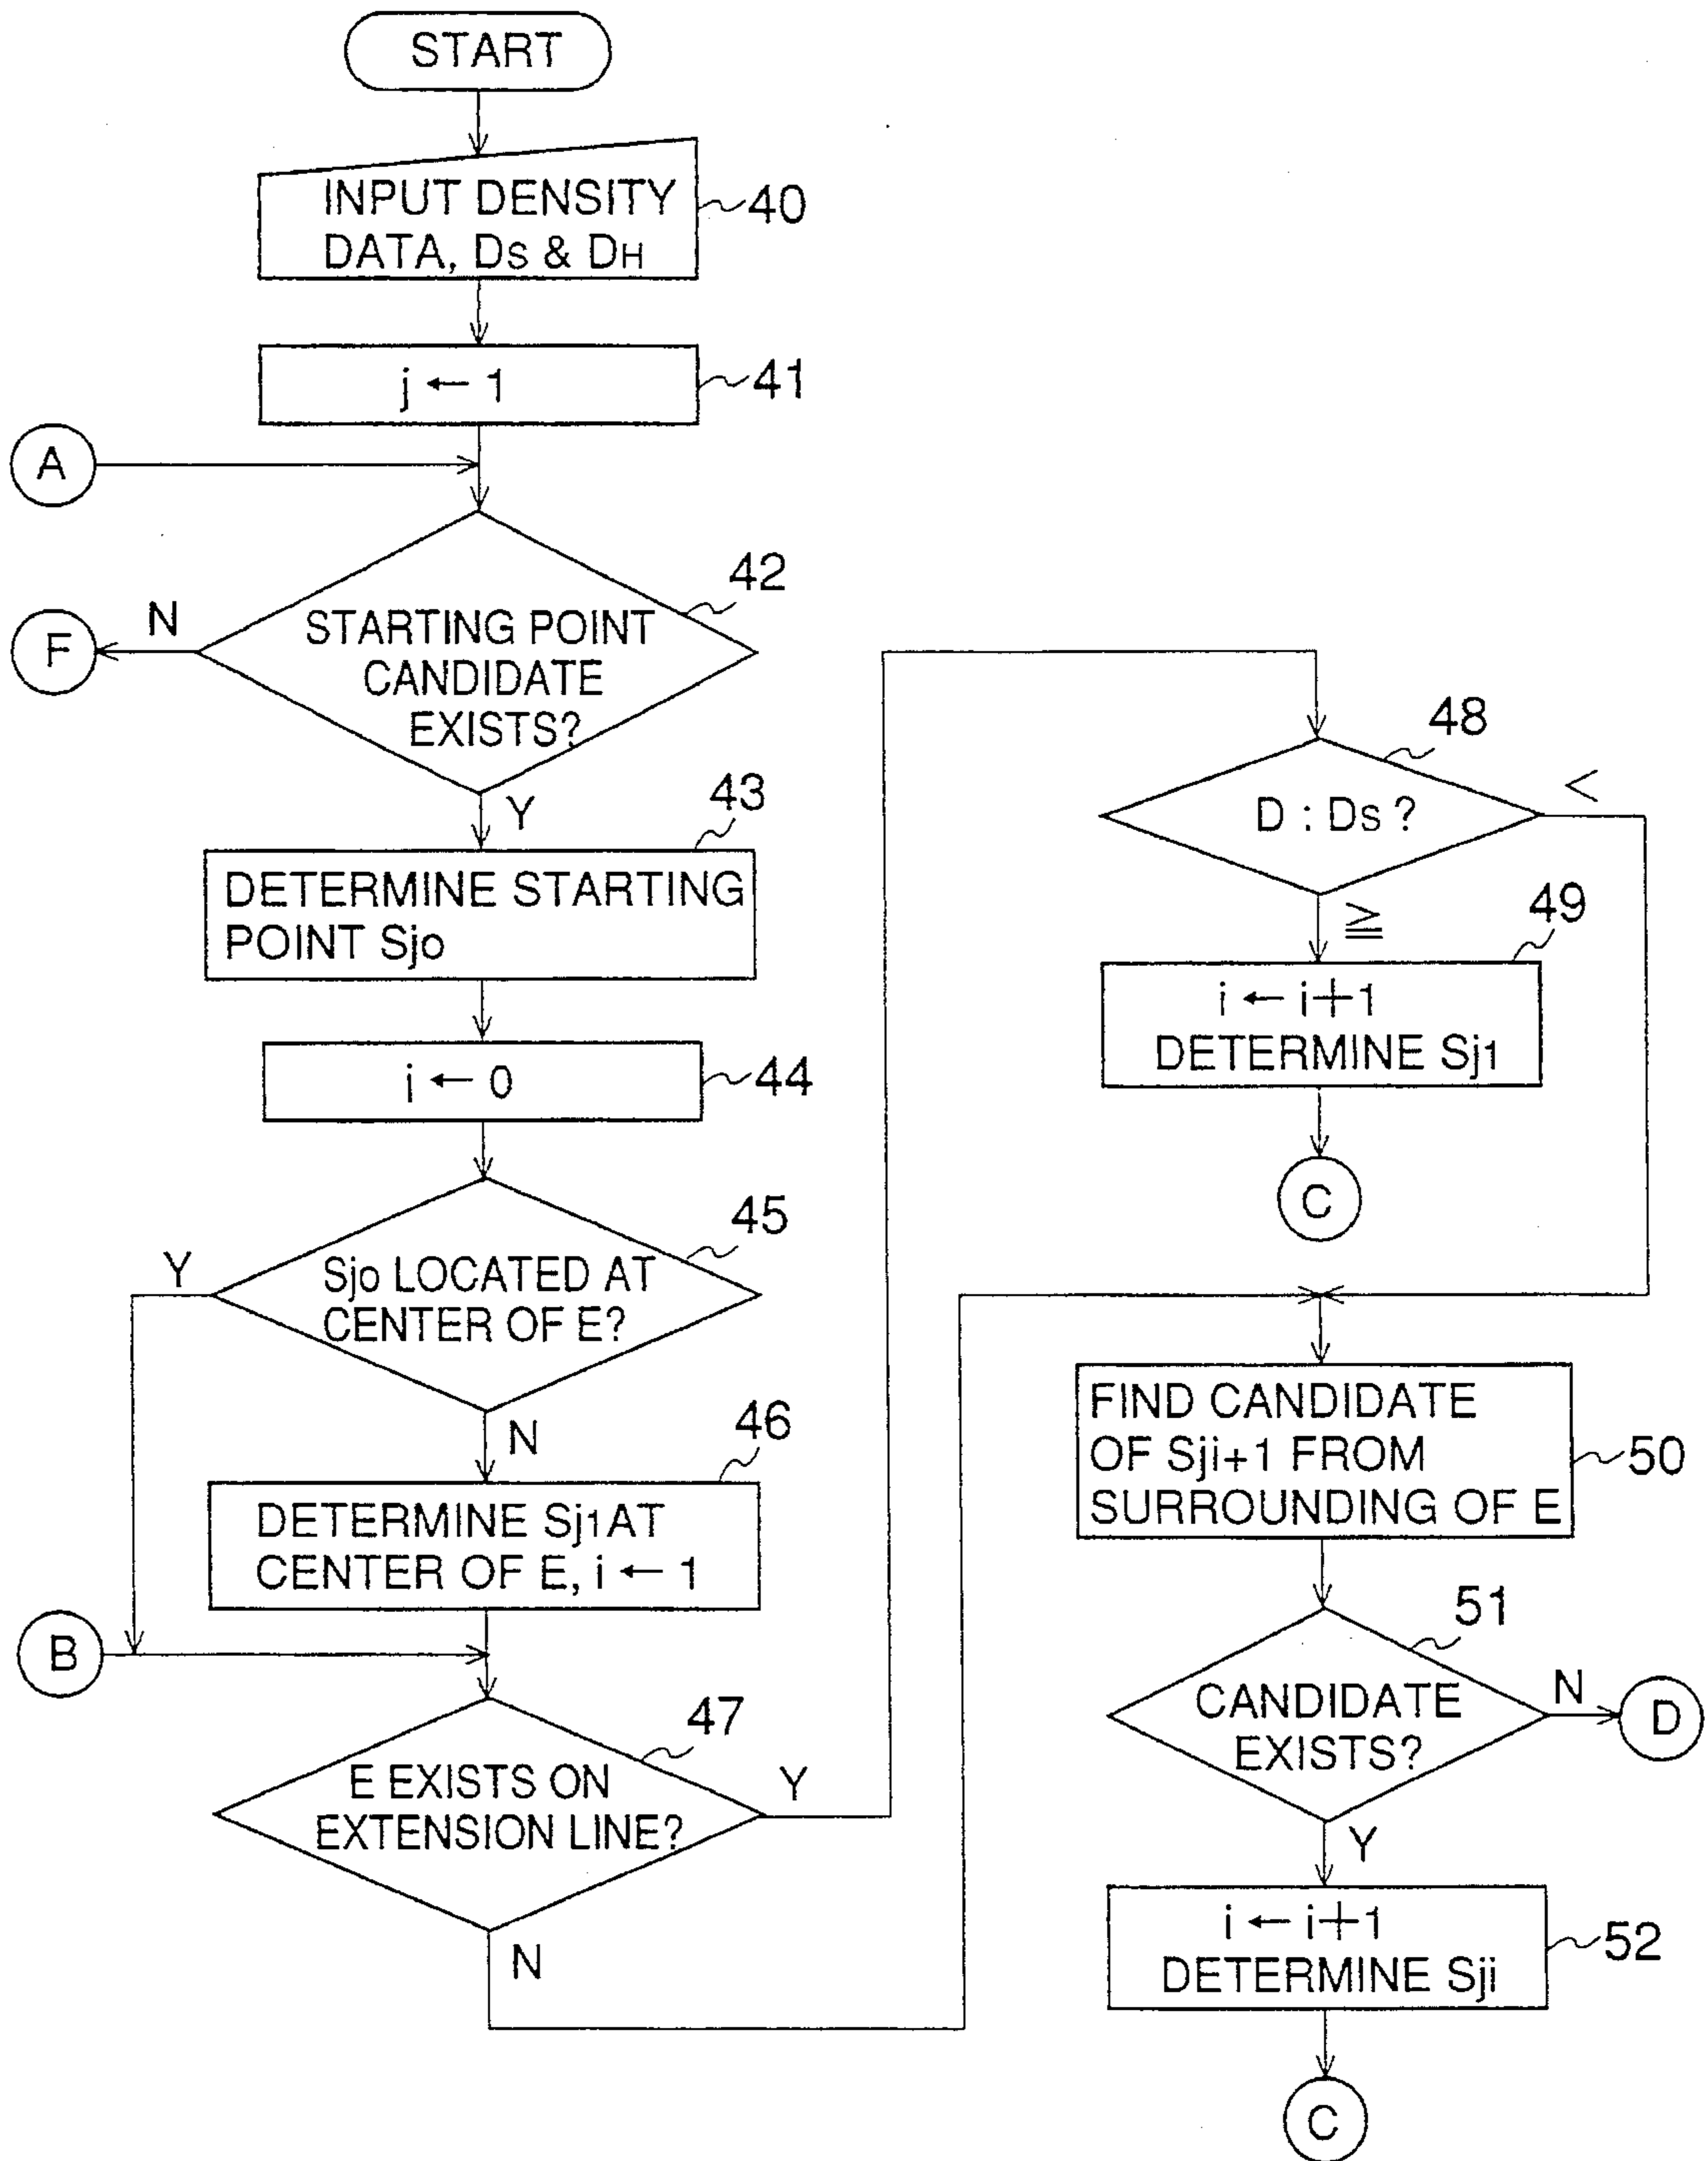 START
INPUT DENSITY
DATA, DS & DH
40
j ← 1
41
A
42
STARTING POINT
CANDIDATE
EXISTS?
N
F
Y
43
DETERMINE STARTING
POINT Sj0
i ← 0
44
45
Sj0 LOCATED AT
CENTER OF E?
Y
N
46
DETERMINE Sj1 AT
CENTER OF E, i ← 1
B
47
E EXISTS ON
EXTENSION LINE?
Y
N
48
D : DS ?
<
≧
49
i ← i+1
DETERMINE Sj1
C
FIND CANDIDATE
OF Sji+1 FROM
SURROUNDING OF E
50
51
CANDIDATE
EXISTS?
N
D
Y
i ← i+1
DETERMINE Sji
52
C